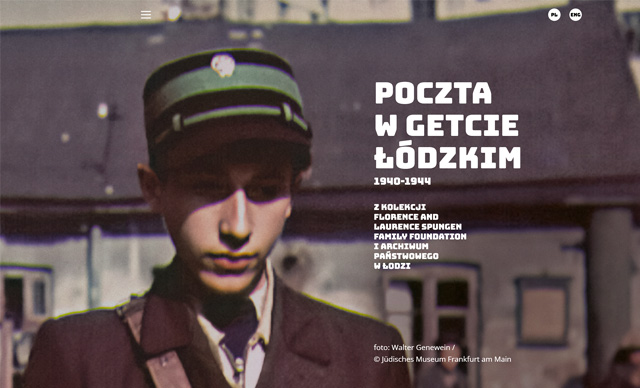 PL ENG
POCZTA
W GETCIE
ŁÓDZKIM
1940-1944
Z KOLEKCJI
FLORENCE AND
LAURENCE SPUNGEN
FAMILY FOUNDATION
I ARCHIWUM
PAŃSTWOWEGO
W ŁODZI
foto: Walter Genewein /
© Jüdisches Museum Frankfurt am Main